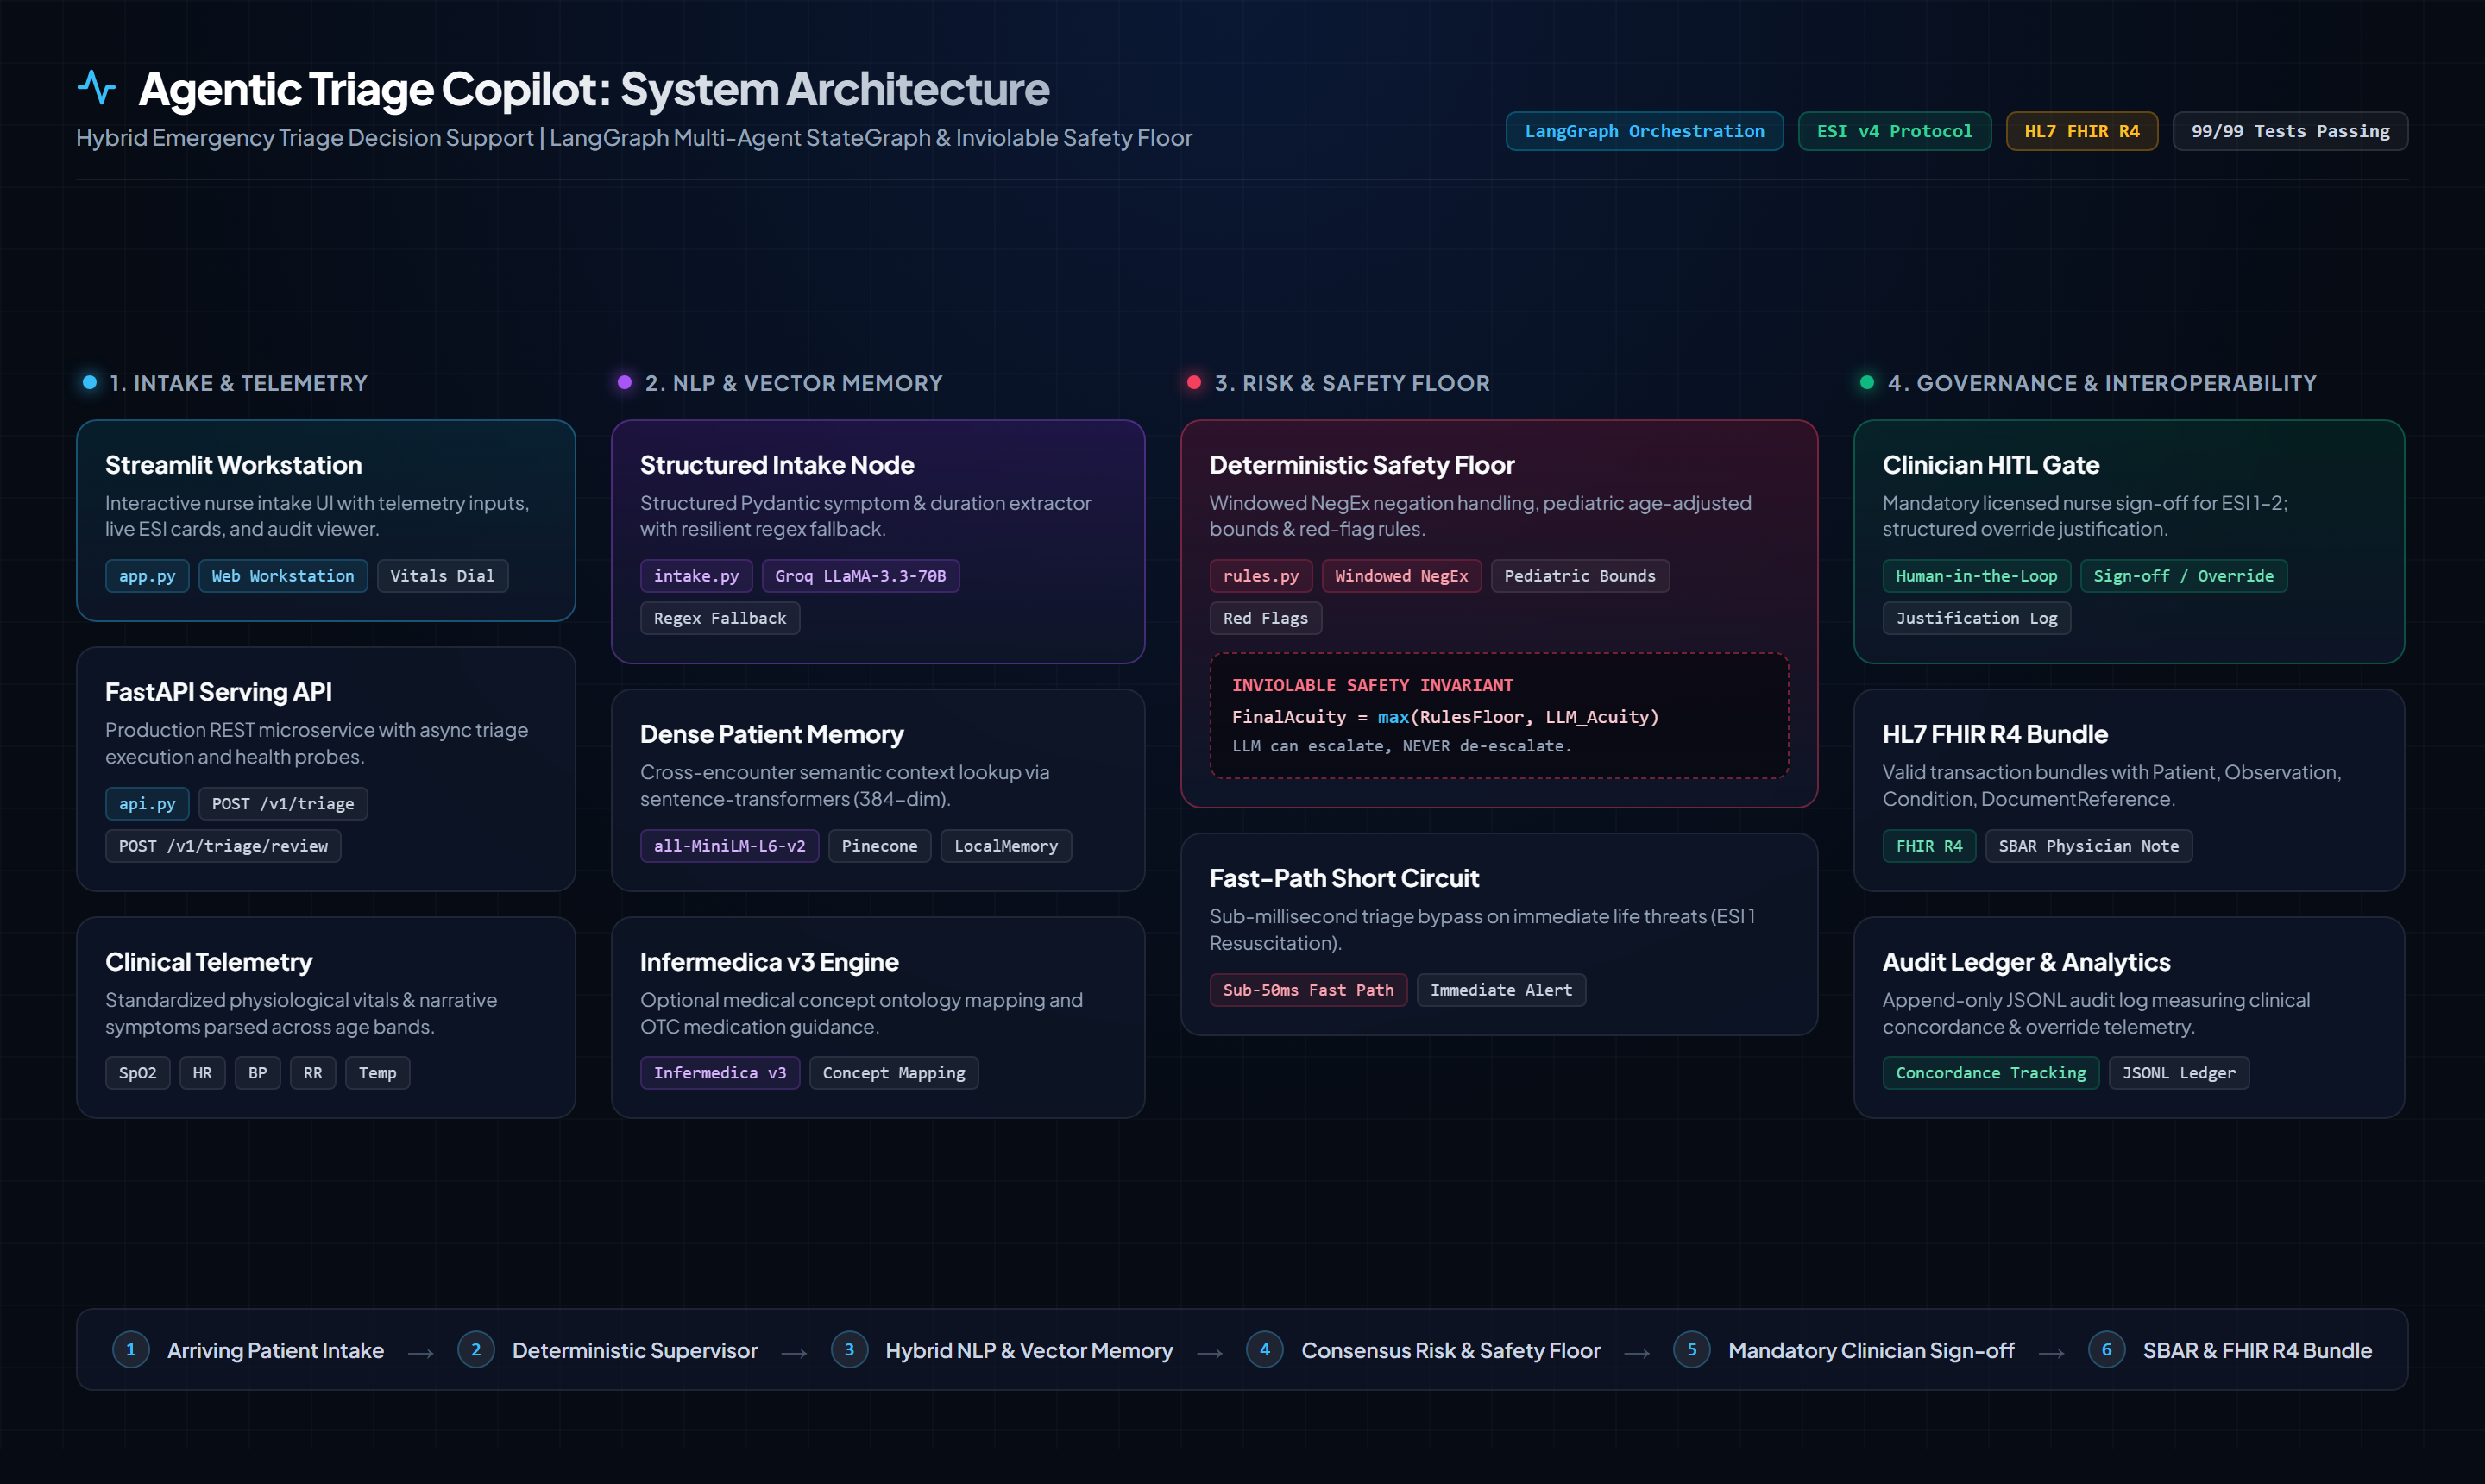 Agentic Triage Copilot: System Architecture
Hybrid Emergency Triage Decision Support | LangGraph Multi-Agent StateGraph & Inviolable Safety Floor
LangGraph Orchestration
ESI v4 Protocol
HL7 FHIR R4
99/99 Tests Passing
1. INTAKE & TELEMETRY
Streamlit Workstation
Interactive nurse intake UI with telemetry inputs,
live ESI cards, and audit viewer.
app.py
Web Workstation
Vitals Dial
FastAPI Serving API
Production REST microservice with async triage
execution and health probes.
api.py
POST /v1/triage
POST /v1/triage/review
Clinical Telemetry
Standardized physiological vitals & narrative
symptoms parsed across age bands.
SpO2
HR
BP
RR
Temp
2. NLP & VECTOR MEMORY
Structured Intake Node
Structured Pydantic symptom & duration extractor
with resilient regex fallback.
intake.py
Groq LLaMA-3.3-70B
Regex Fallback
Dense Patient Memory
Cross-encounter semantic context lookup via
sentence-transformers (384-dim).
all-MiniLM-L6-v2
Pinecone
LocalMemory
Infermedica v3 Engine
Optional medical concept ontology mapping and
OTC medication guidance.
Infermedica v3
Concept Mapping
3. RISK & SAFETY FLOOR
Deterministic Safety Floor
Windowed NegEx negation handling, pediatric age-adjusted
bounds & red-flag rules.
rules.py
Windowed NegEx
Pediatric Bounds
Red Flags
INVIOLABLE SAFETY INVARIANT
FinalAcuity = max(RulesFloor, LLM_Acuity)
LLM can escalate, NEVER de-escalate.
Fast-Path Short Circuit
Sub-millisecond triage bypass on immediate life threats (ESI 1
Resuscitation).
Sub-50ms Fast Path
Immediate Alert
4. GOVERNANCE & INTEROPERABILITY
Clinician HITL Gate
Mandatory licensed nurse sign-off for ESI 1-2;
structured override justification.
Human-in-the-Loop
Sign-off / Override
Justification Log
HL7 FHIR R4 Bundle
Valid transaction bundles with Patient, Observation,
Condition, DocumentReference.
FHIR R4
SBAR Physician Note
Audit Ledger & Analytics
Append-only JSONL audit log measuring clinical
concordance & override telemetry.
Concordance Tracking
JSONL Ledger
1 Arriving Patient Intake → 2 Deterministic Supervisor → 3 Hybrid NLP & Vector Memory → 4 Consensus Risk & Safety Floor → 5 Mandatory Clinician Sign-off → 6 SBAR & FHIR R4 Bundle